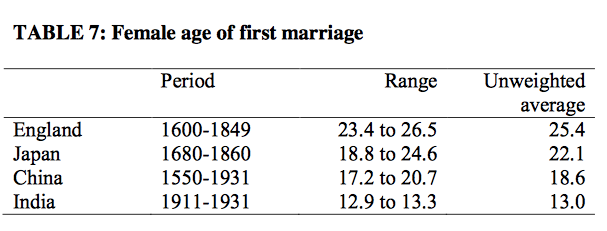 TABLE 7: Female age of first marriage
Period Range Unweighted
average
England 1600-1849 23.4 to 26.5 25.4
Japan 1680-1860 18.8 to 24.6 22.1
China 1550-1931 17.2 to 20.7 18.6
India 1911-1931 12.9 to 13.3 13.0